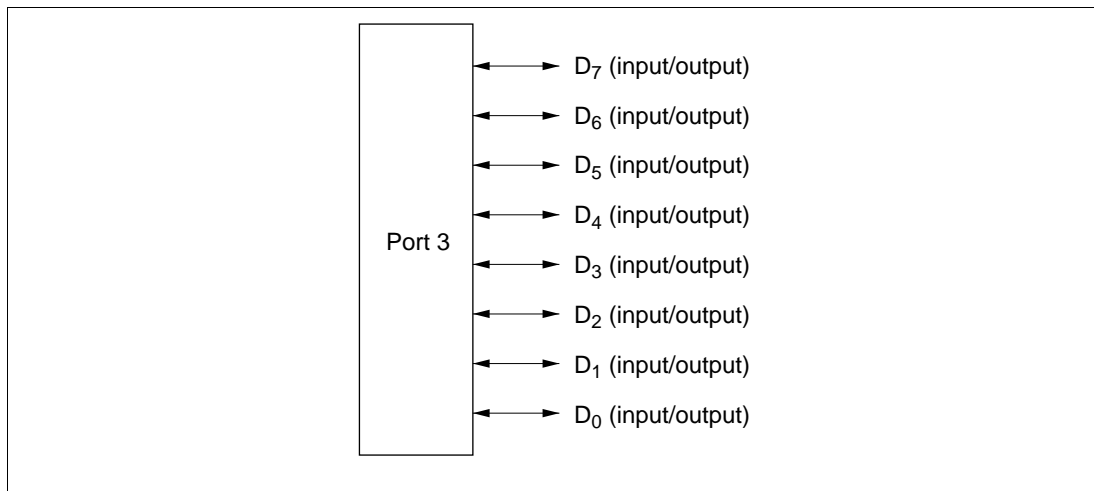 D7 (input/output)
D6 (input/output)
D5 (input/output)
D4 (input/output)
Port 3
D3 (input/output)
D2 (input/output)
D1 (input/output)
D0 (input/output)